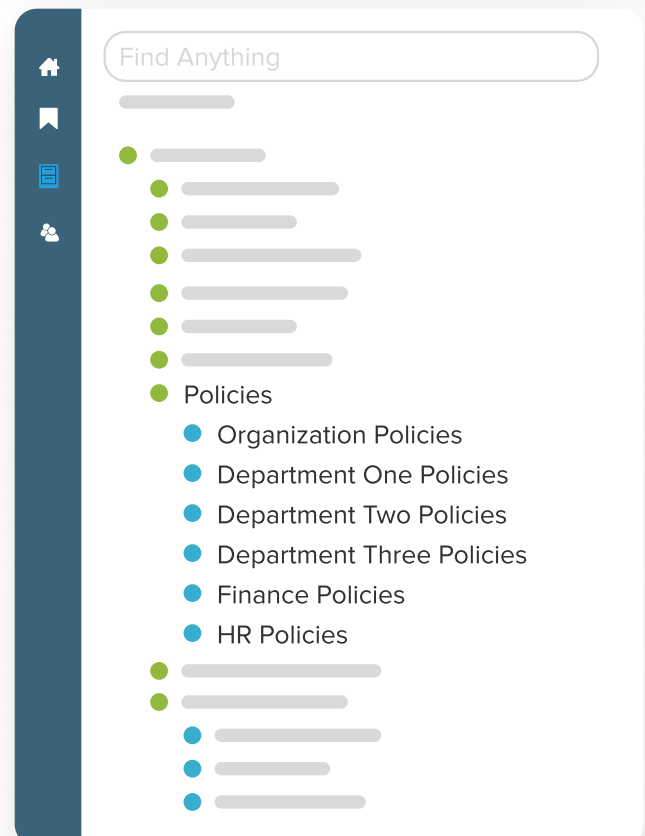 Find Anything
Policies
Organization Policies
Department One Policies
Department Two Policies
Department Three Policies
Finance Policies
HR Policies